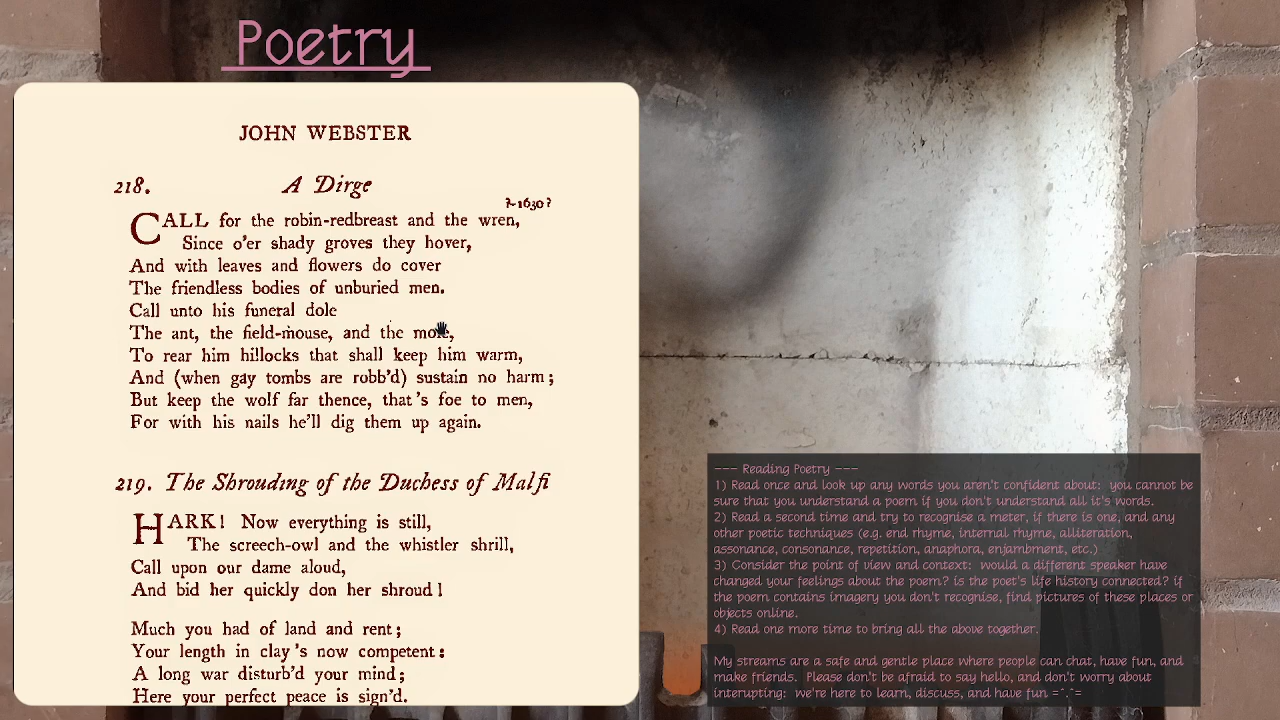 Poetry
JOHN WEBSTER
218. A Dirge
?-1630?
CALL for the robin-redbreast and the wren,
Since o'er shady groves they hover,
And with leaves and flowers do cover
The friendless bodies of unburied men.
Call unto his funeral dole
The ant, the field-mouse, and the mole,
To rear him hillocks that shall keep him warm,
And (when gay tombs are robb'd) sustain no harm;
But keep the wolf far thence, that's foe to men,
For with his nails he'll dig them up again.
219. The Shrouding of the Duchess of Malfi
HARK! Now everything is still,
The screech-owl and the whistler shrill,
Call upon our dame aloud,
And bid her quickly don her shroud!
Much you had of land and rent;
Your length in clay's now competent:
A long war disturb'd your mind;
Here your perfect peace is sign'd.
--- Reading Poetry ---
1) Read once and look up any words you aren't confident about: you cannot be
sure that you understand a poem if you don't understand all it's words.
2) Read a second time and try to recognise a meter, if there is one, and any
other poetic techniques (e.g. end rhyme, internal rhyme, alliteration,
assonance, consonance, repetition, anaphora, enjambment, etc.)
3) Consider the point of view and context: would a different speaker have
changed your feelings about the poem? is the poet's life history connected? if
the poem contains imagery you don't recognise, find pictures of these places or
objects online.
4) Read one more time to bring all the above together.
My streams are a safe and gentle place where people can chat, have fun, and
make friends. Please don't be afraid to say hello, and don't worry about
interupting: we're here to learn, discuss, and have fun =^.^=